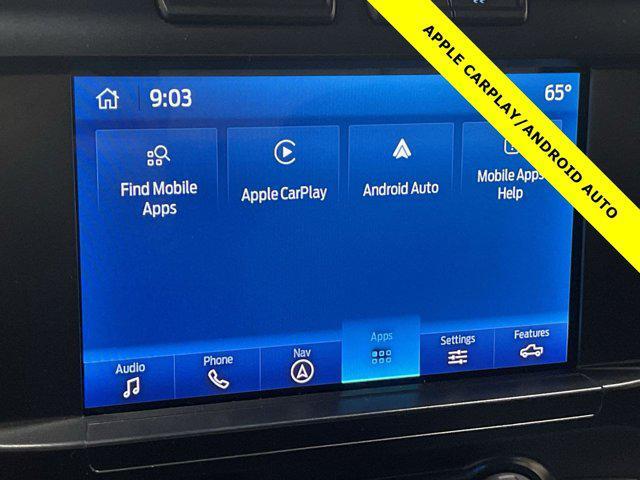 APPLE CARPLAY/ANDROID AUTO
9:03
65°
Find Mobile
Apps
Apple CarPlay
Android Auto
Mobile Apps
Help
Audio
Phone
Nav
Apps
Settings
Features